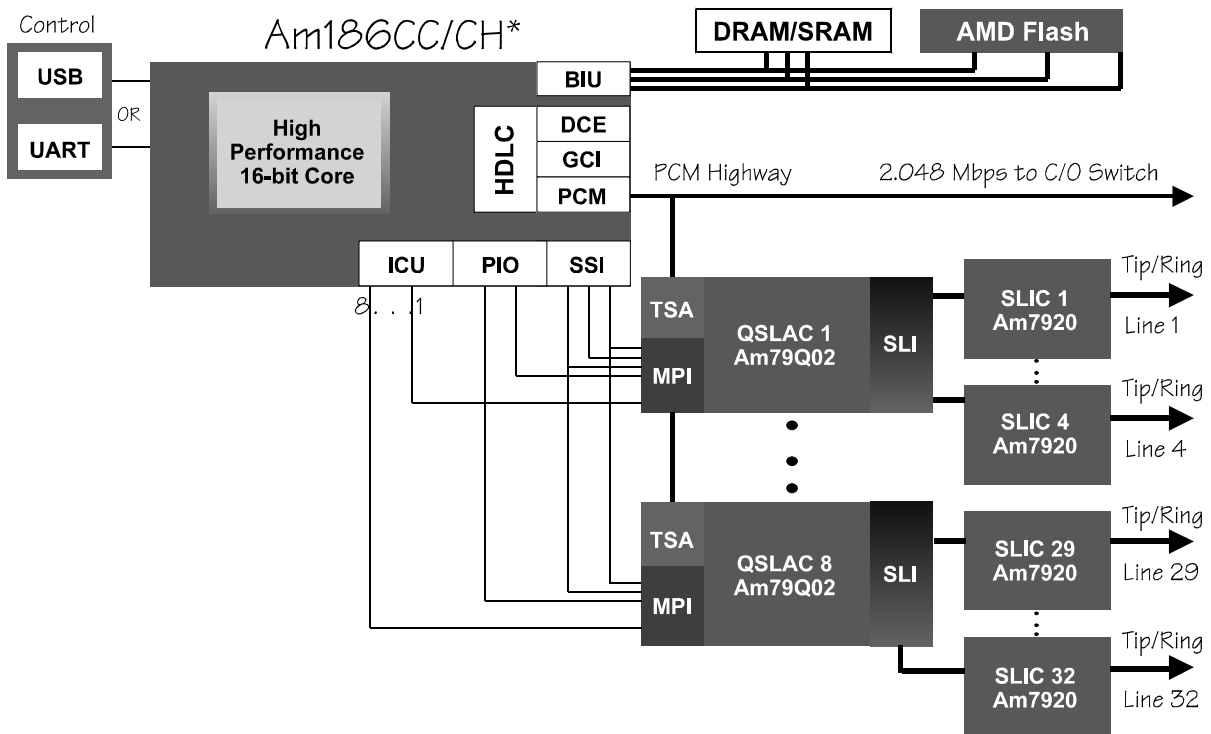 Control
Am186CC/CH*
DRAM/SRAM
AMD Flash
USB
OR
UART
High
Performance
16-bit Core
BIU
HDLC
DCE
GCI
PCM
PCM Highway
2.048 Mbps to C/O Switch
ICU
PIO
SSI
8. . .1
TSA
MPI
QSLAC 1
Am79Q02
SLI
SLIC 1
Am7920
Tip/Ring
Line 1
SLIC 4
Am7920
Tip/Ring
Line 4
TSA
MPI
QSLAC 8
Am79Q02
SLI
SLIC 29
Am7920
Tip/Ring
Line 29
SLIC 32
Am7920
Tip/Ring
Line 32